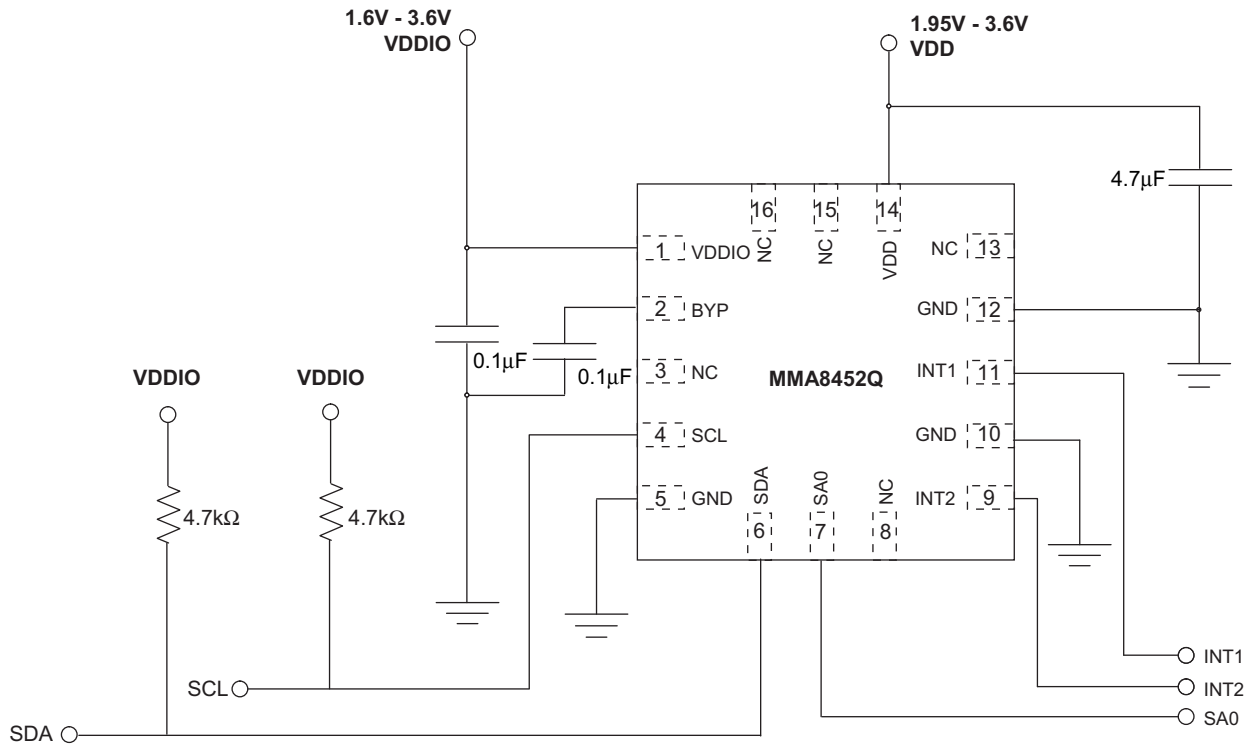 1.6V - 3.6V
VDDIO
1.95V - 3.6V
VDD
4.7μF
16
15
14
NC
NC
VDD
1
VDDIO
NC
13
2
BYP
GND
12
0.1μF
0.1μF
3
NC
MMA8452Q
INT1
11
VDDIO
VDDIO
4
SCL
GND
10
5
GND
SDA
SA0
NC
INT2
9
6
7
8
4.7kΩ
4.7kΩ
INT1
SCL
INT2
SA0
SDA